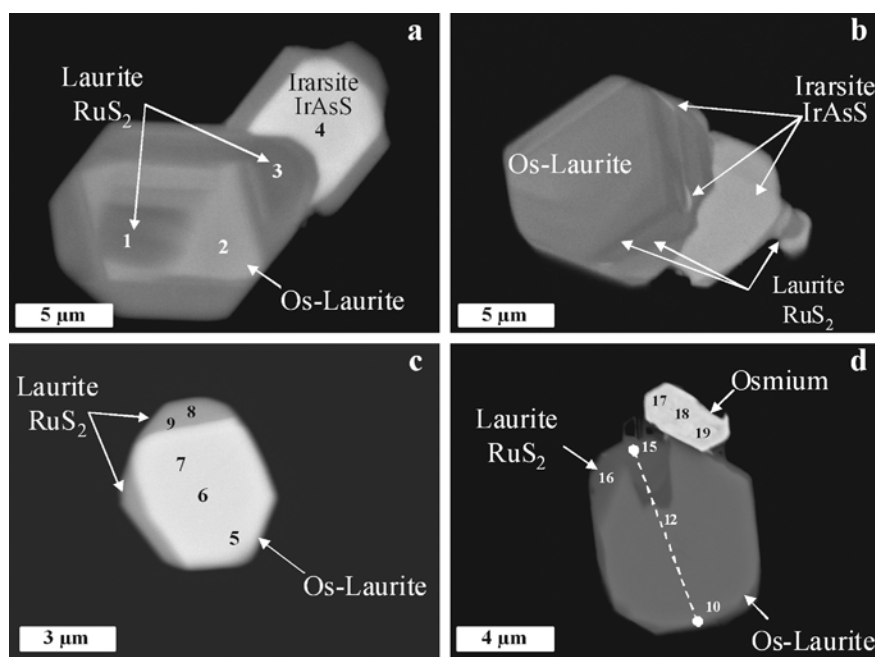 a
Laurite
RuS2
Irarsite
IrAsS
4
3
1
2
Os-Laurite
5 μm
b
Irarsite
IrAsS
Os-Laurite
Laurite
RuS2
5 μm
c
Laurite
RuS2
8
9
7
6
5
Os-Laurite
3 μm
d
Osmium
17
18
19
Laurite
RuS2
15
16
12
10
Os-Laurite
4 μm